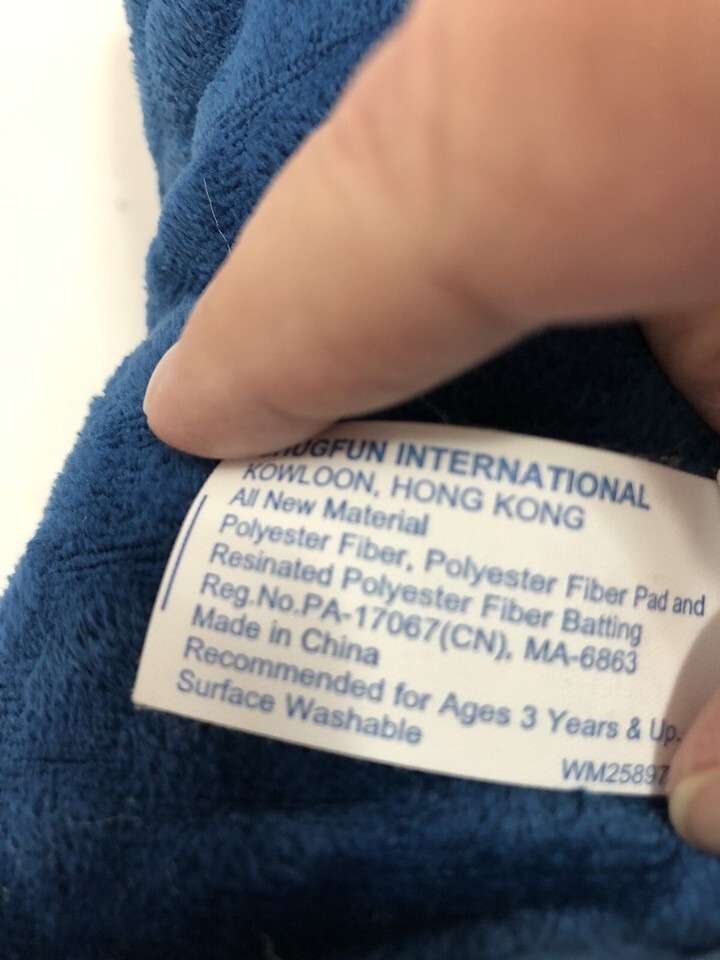 HUGFUN INTERNATIONAL
KOWLOON, HONG KONG
All New Material
Polyester Fiber, Polyester Fiber Pad and
Resinated Polyester Fiber Batting
Reg.No.PA-17067(CN), MA-6863
Made in China
Recommended for Ages 3 Years & Up.
Surface Washable
WM25897